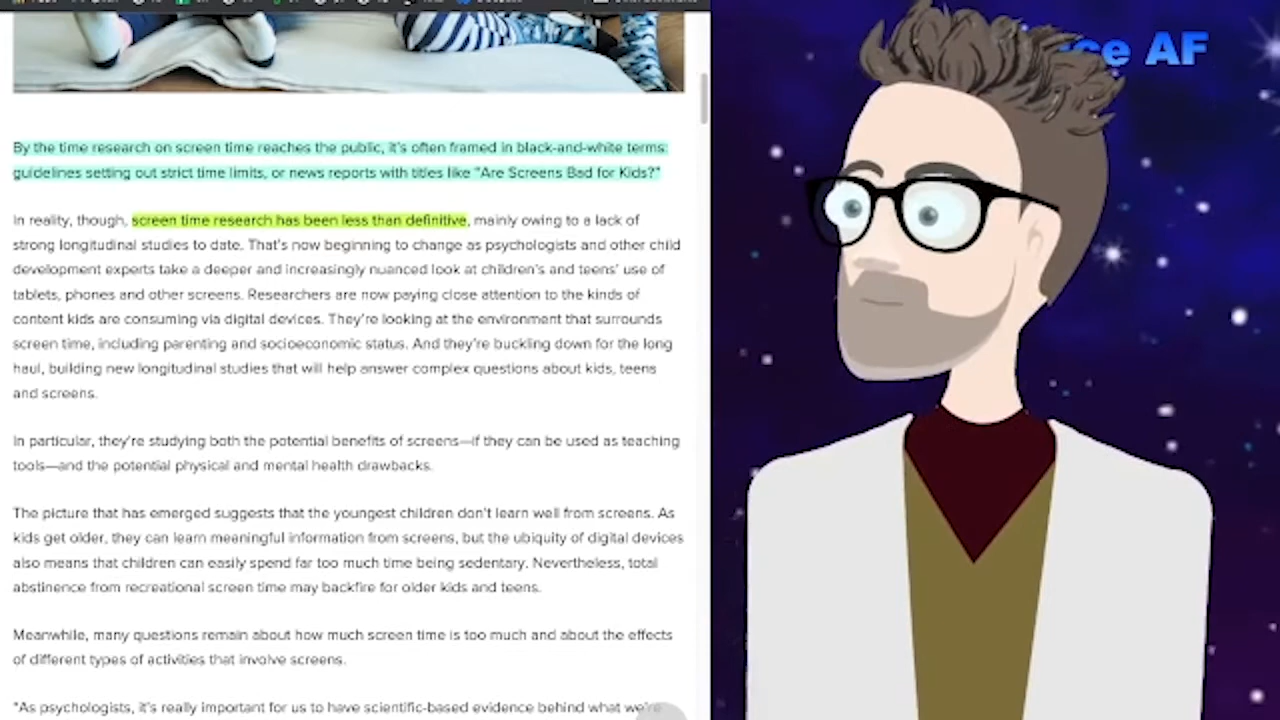 By the time research on screen time reaches the public, it's often framed in black-and-white terms:
guidelines setting out strict time limits, or news reports with titles like "Are Screens Bad for Kids?"
In reality, though, screen time research has been less than definitive, mainly owing to a lack of
strong longitudinal studies to date. That's now beginning to change as psychologists and other child
development experts take a deeper and increasingly nuanced look at children's and teens' use of
tablets, phones and other screens. Researchers are now paying close attention to the kinds of
content kids are consuming via digital devices. They're looking at the environment that surrounds
screen time, including parenting and socioeconomic status. And they're buckling down for the long
haul, building new longitudinal studies that will help answer complex questions about kids, teens
and screens.
In particular, they're studying both the potential benefits of screens—if they can be used as teaching
tools—and the potential physical and mental health drawbacks.
The picture that has emerged suggests that the youngest children don't learn well from screens. As
kids get older, they can learn meaningful information from screens, but the ubiquity of digital devices
also means that children can easily spend far too much time being sedentary. Nevertheless, total
abstinence from recreational screen time may backfire for older kids and teens.
Meanwhile, many questions remain about how much screen time is too much and about the effects
of different types of activities that involve screens.
"As psychologists, it's really important for us to have scientific-based evidence behind what we're
AF